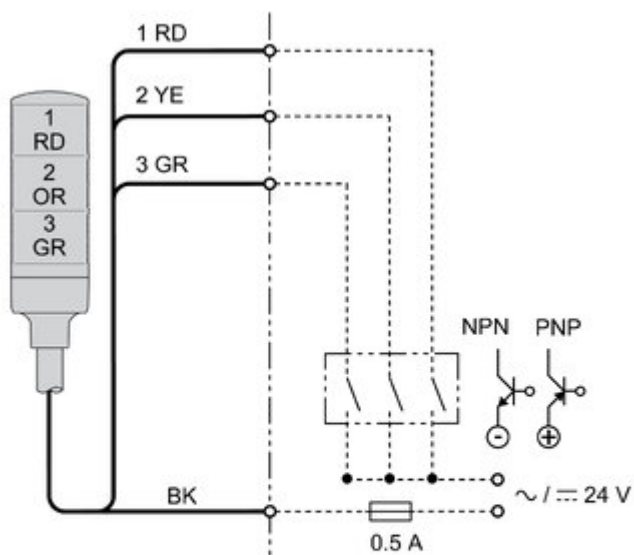 1 RD
2 YE
3 GR
1
RD
2
OR
3
GR
NPN PNP
- +
BK
~ / ⎓ 24 V
0.5 A